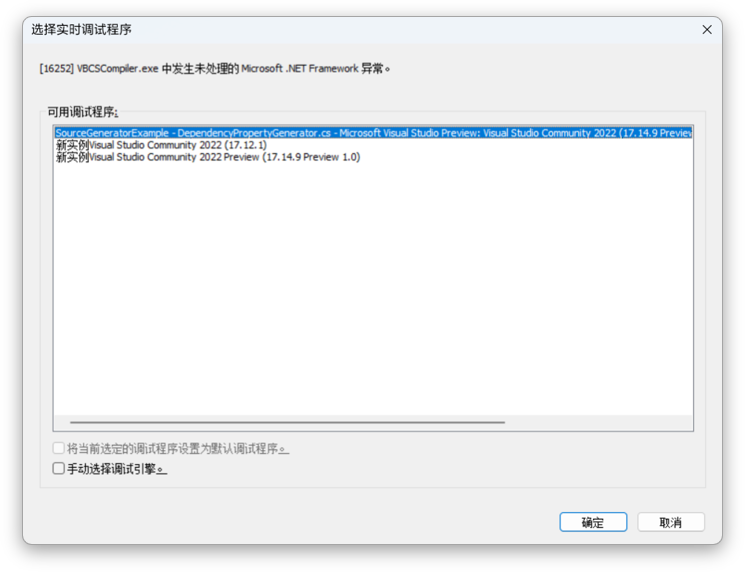 选择实时调试程序
[16252] VBCSCompiler.exe 中发生未处理的 Microsoft .NET Framework 异常。
可用调试程序:
SourceGeneratorExample - DependencyPropertyGenerator.cs - Microsoft Visual Studio Preview: Visual Studio Community 2022 (17.14.9 Preview
新实例Visual Studio Community 2022 (17.12.1)
新实例Visual Studio Community 2022 Preview (17.14.9 Preview 1.0)
将当前选定的调试程序设置为默认调试程序。
手动选择调试引擎。
确定
取消